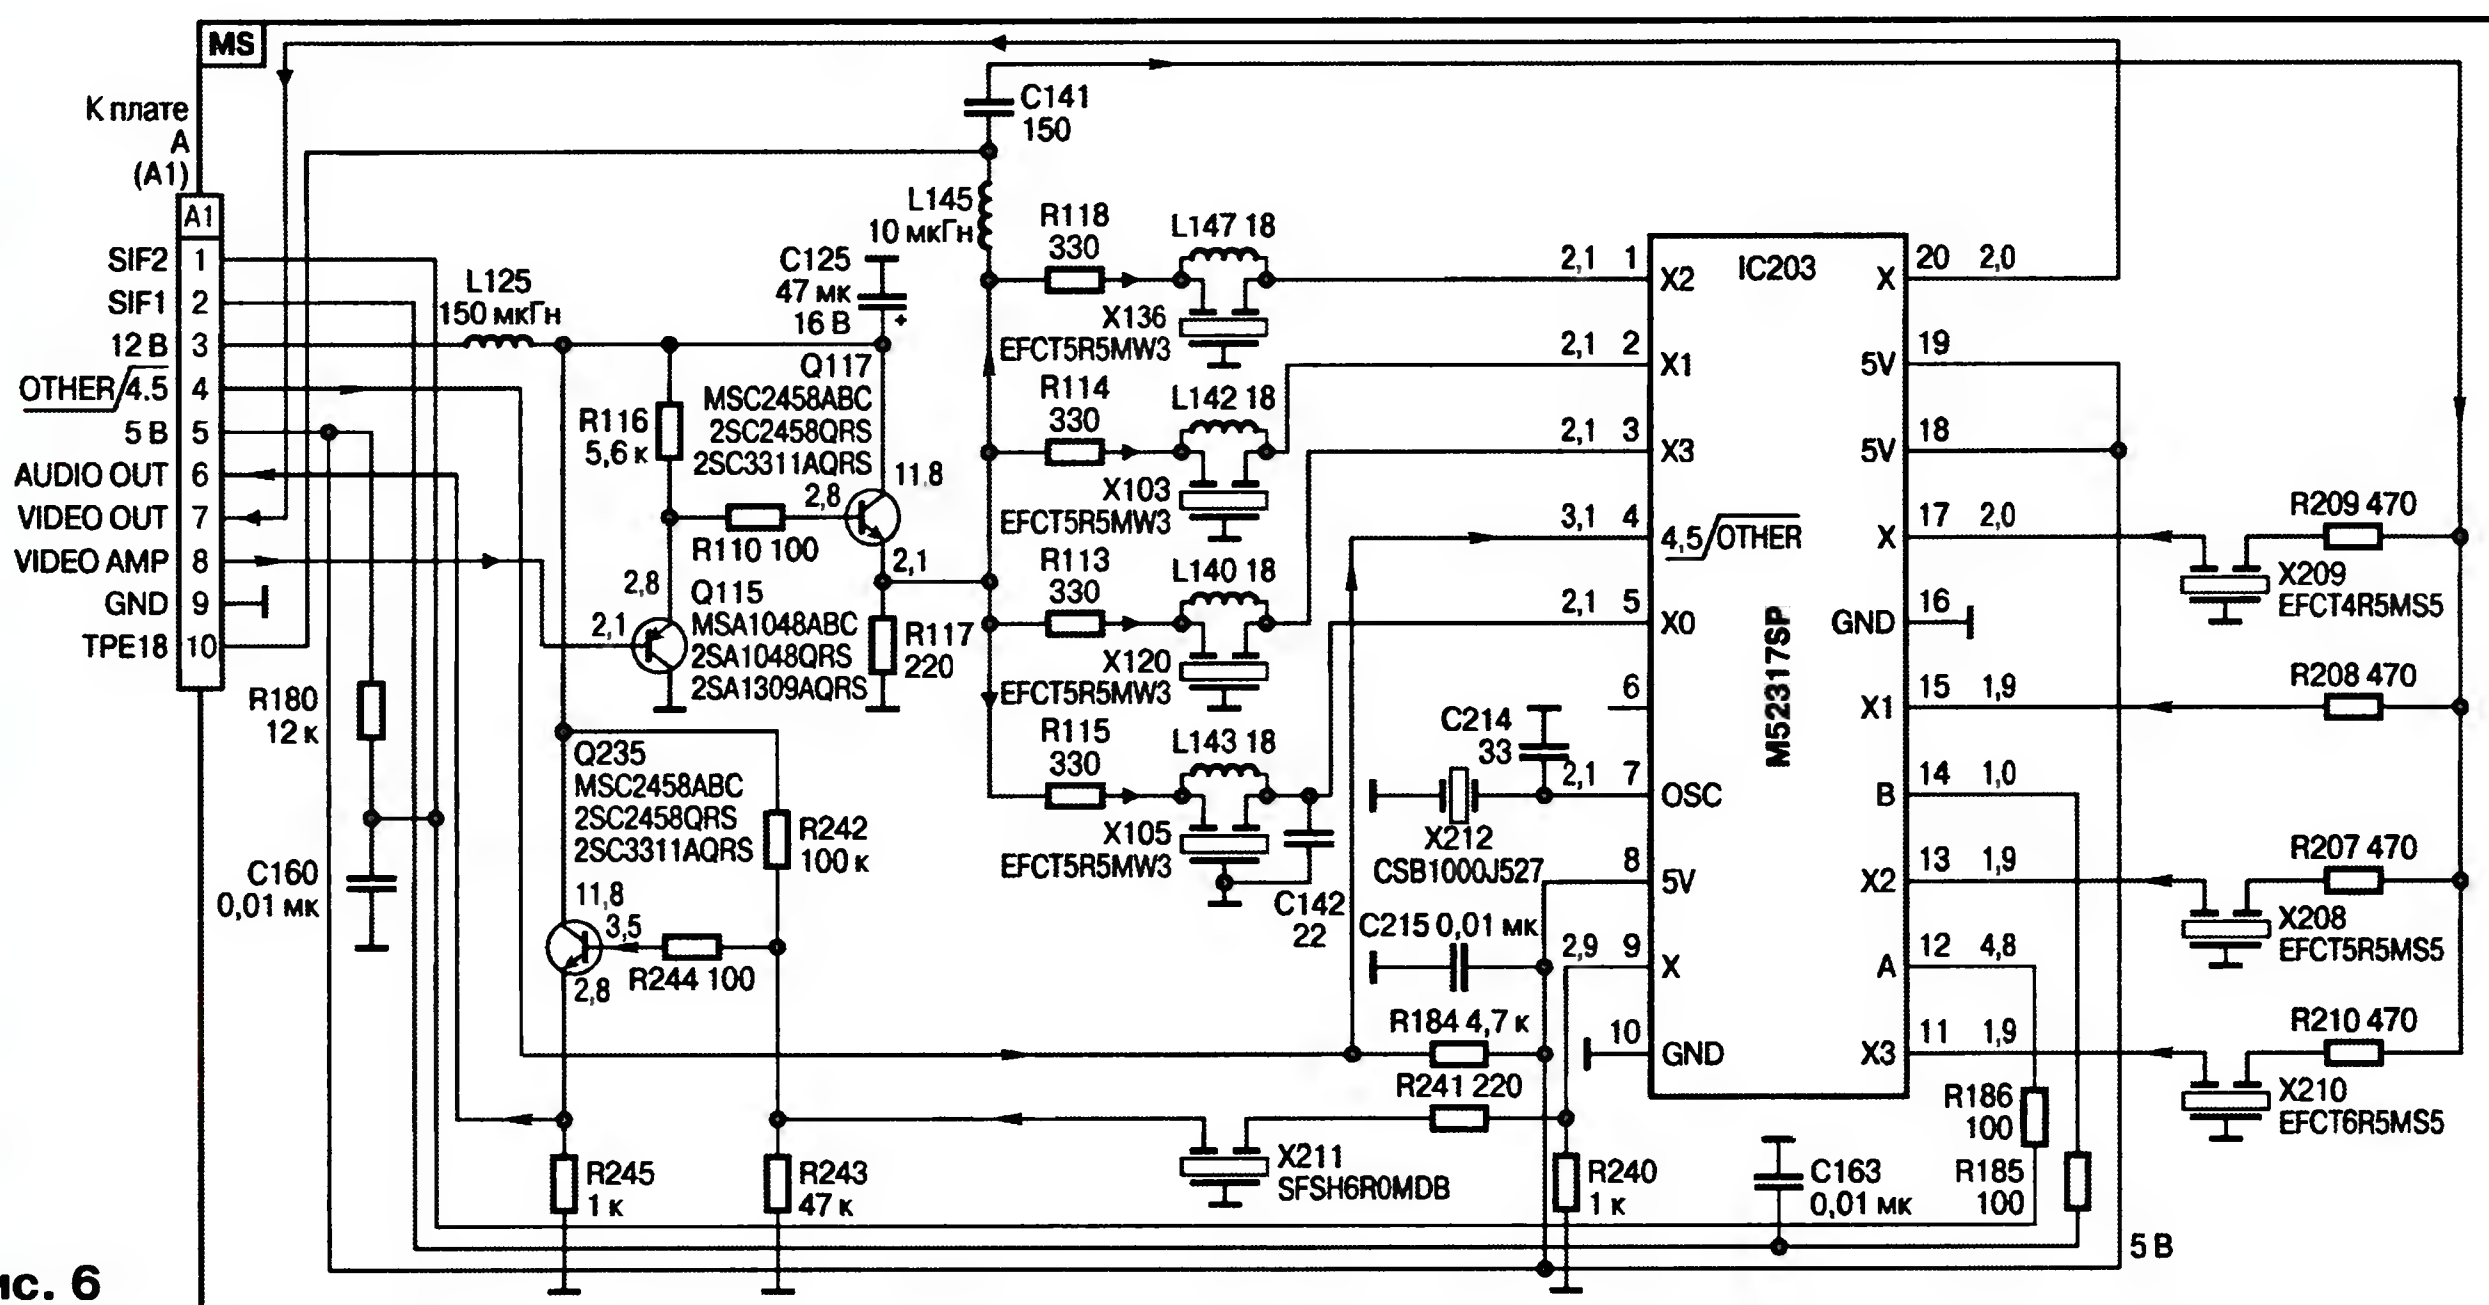 MS
К плате
А
(А1)
A1
SIF2 1
SIF1 2
12 В 3
OTHER/4.5 4
5 В 5
AUDIO OUT 6
VIDEO OUT 7
VIDEO AMP 8
GND 9
TPE18 10
R180
12 к
C160
0,01 мк
L125
150 мкГн
R116
5,6 к
C125
47 мк
16 В
+
Q117
MSC2458ABC
2SC2458QRS
2SC3311AQRS
11,8
2,8
2,1
R110 100
2,8
2,1
Q115
MSA1048ABC
2SA1048QRS
2SA1309AQRS
R117
220
Q235
MSC2458ABC
2SC2458QRS
2SC3311AQRS
11,8
3,5
2,8
R244 100
R242
100 к
R245
1 к
R243
47 к
C141
150
L145
10 мкГн
R118
330
L147 18
X136
EFCT5R5MW3
R114
330
L142 18
X103
EFCT5R5MW3
R113
330
L140 18
X120
EFCT5R5MW3
R115
330
L143 18
X105
EFCT5R5MW3
C142
22
C214
33
X212
CSB1000J527
C215 0,01 мк
R184 4,7 к
R241 220
X211
SFSH6R0MDB
R240
1 к
IC203
M52317SP
2,1 1 X2
2,1 2 X1
2,1 3 X3
3,1 4 4,5/OTHER
2,1 5 X0
6
2,1 7 OSC
8 5V
2,9 9 X
10 GND
X 20 2,0
5V 19
5V 18
X 17 2,0
GND 16
X1 15 1,9
B 14 1,0
X2 13 1,9
A 12 4,8
X3 11 1,9
R209 470
X209
EFCT4R5MS5
R208 470
R207 470
X208
EFCT5R5MS5
R210 470
X210
EFCT6R5MS5
R186
100
R185
100
C163
0,01 мк
5 В
ис. 6